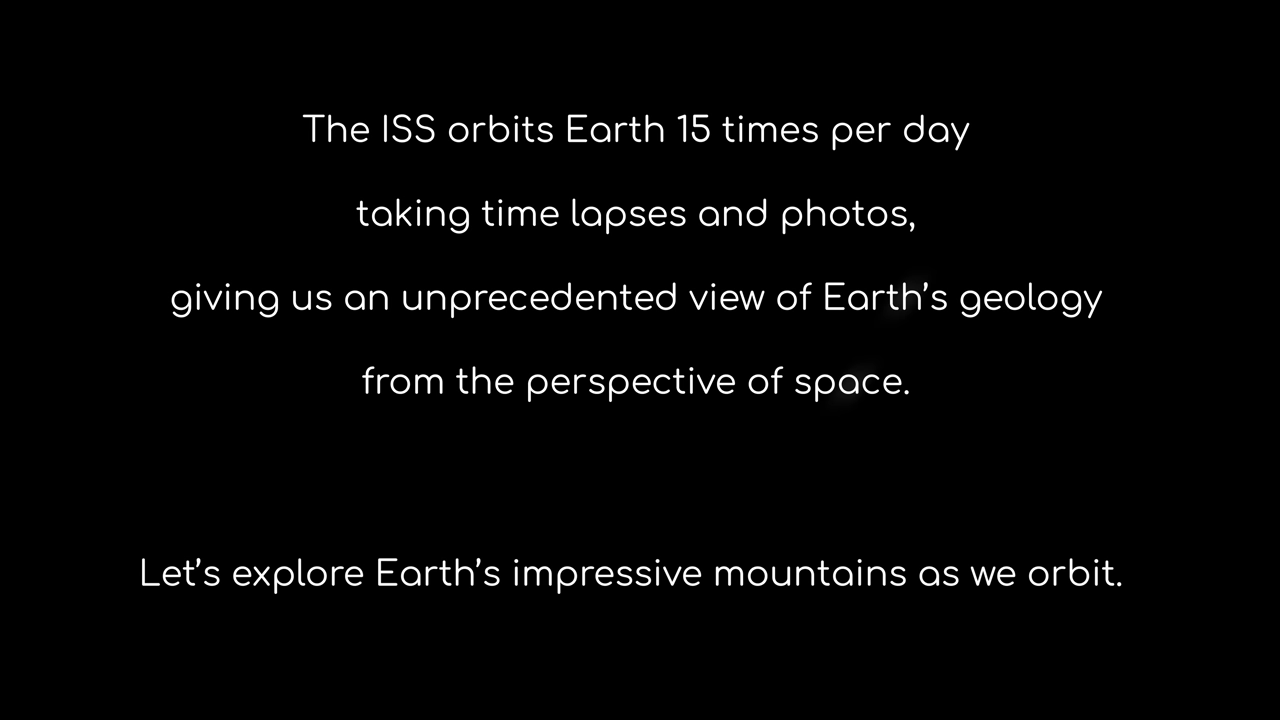 The ISS orbits Earth 15 times per day
taking time lapses and photos,
giving us an unprecedented view of Earth’s geology
from the perspective of space.
Let’s explore Earth’s impressive mountains as we orbit.